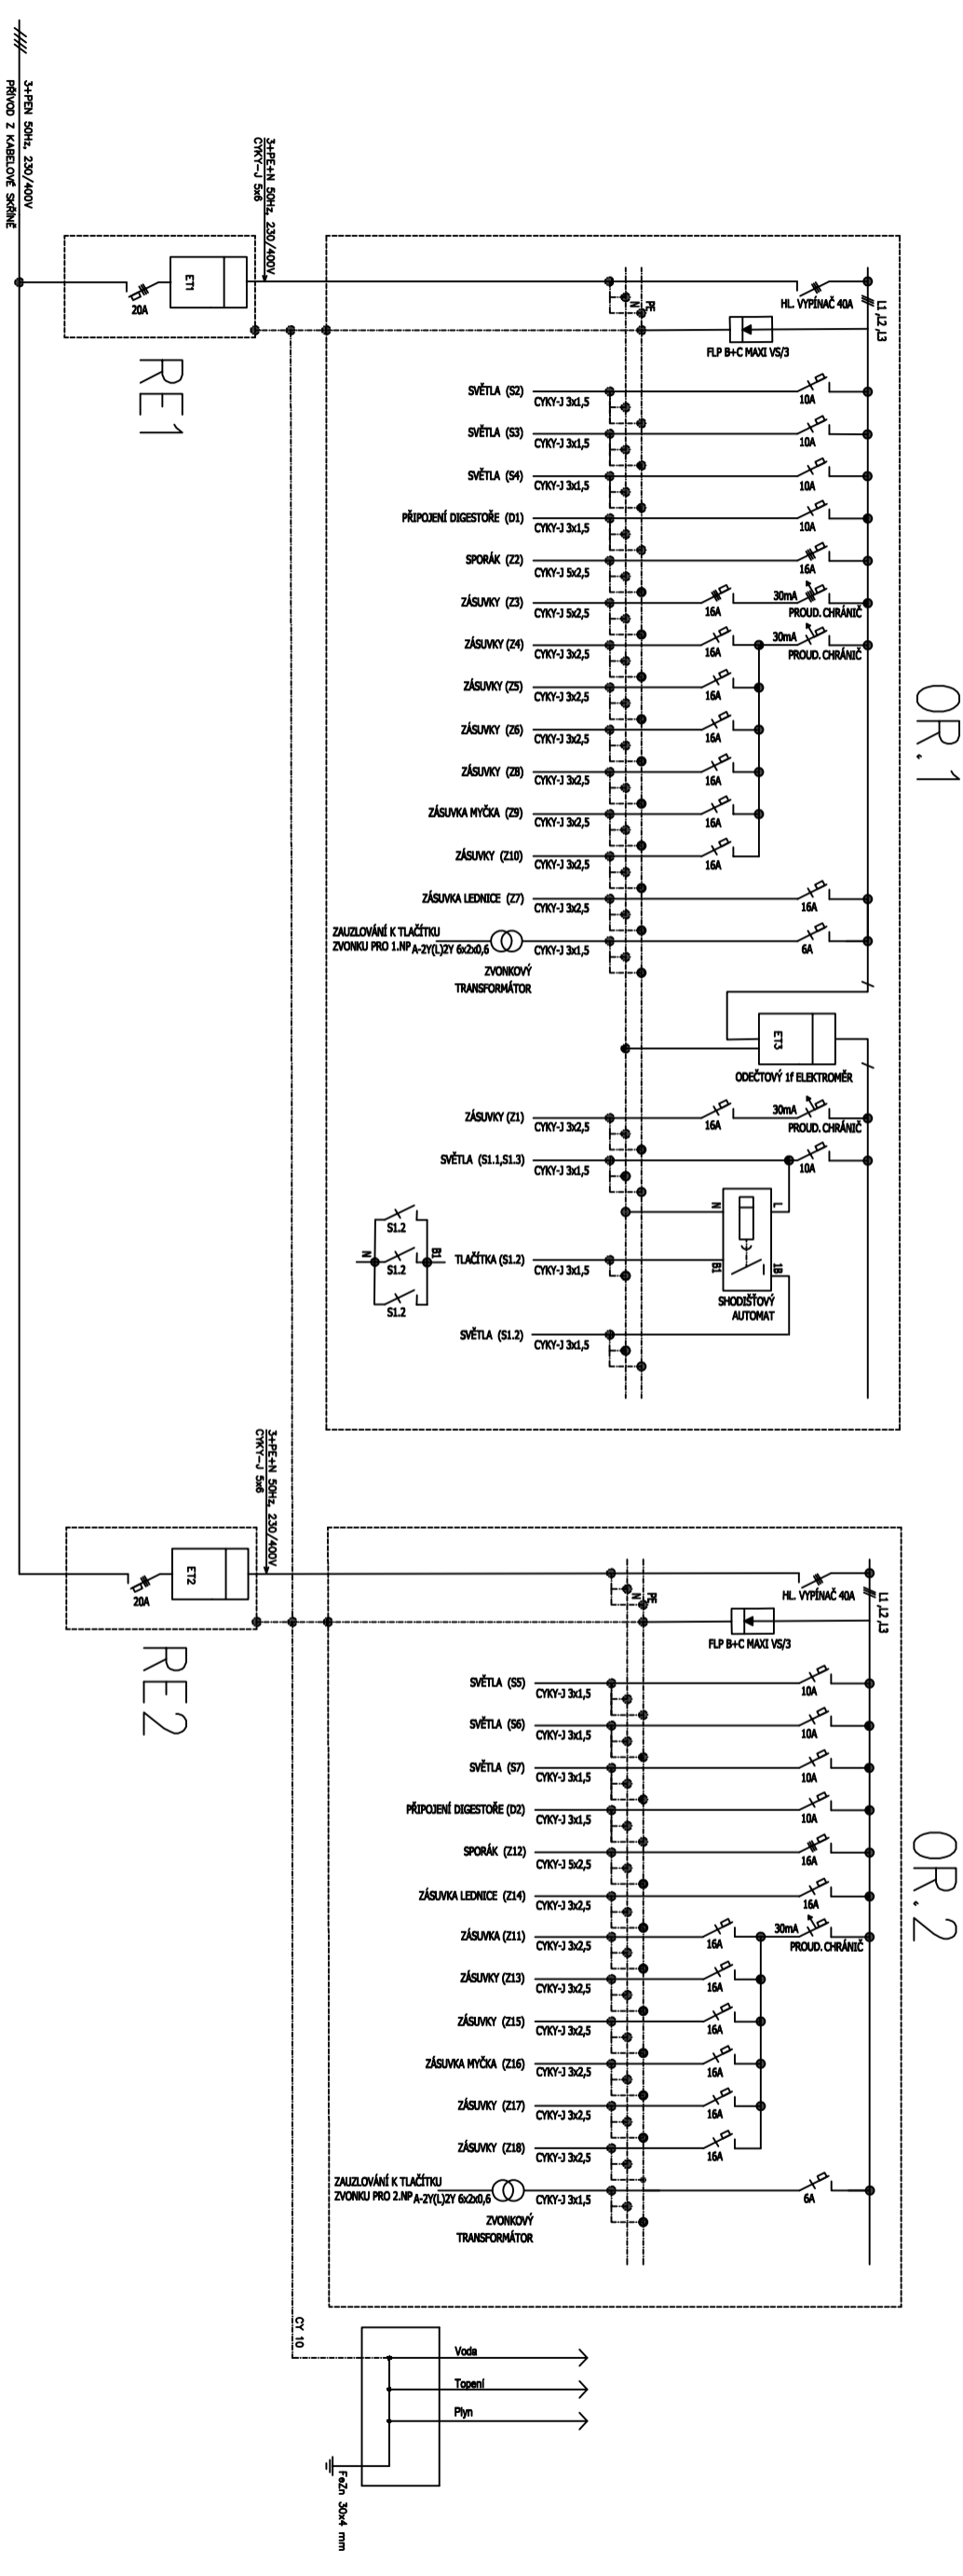 3+PEN 50Hz, 230/400V
PŘÍVOD Z KABELOVÉ SKŘÍNĚ
3+PE+N 50Hz, 230/400V
CYKY-J 5x6
ET1
20A
RE1
OR.1
L1,L2,L3
HL. VYPÍNAČ 40A
PE
N
FLP B+C MAXI VS/3
SVĚTLA (S2)
CYKY-J 3x1,5
10A
SVĚTLA (S3)
CYKY-J 3x1,5
10A
SVĚTLA (S4)
CYKY-J 3x1,5
10A
PŘIPOJENÍ DIGESTOŘE (D1)
CYKY-J 3x1,5
10A
SPORÁK (Z2)
CYKY-J 5x2,5
16A
ZÁSUVKY (Z3)
CYKY-J 5x2,5
16A
30mA
PROUD. CHRÁNIČ
ZÁSUVKY (Z4)
CYKY-J 3x2,5
16A
30mA
PROUD. CHRÁNIČ
ZÁSUVKY (Z5)
CYKY-J 3x2,5
16A
ZÁSUVKY (Z6)
CYKY-J 3x2,5
16A
ZÁSUVKY (Z8)
CYKY-J 3x2,5
16A
ZÁSUVKA MYČKA (Z9)
CYKY-J 3x2,5
16A
ZÁSUVKY (Z10)
CYKY-J 3x2,5
16A
ZÁSUVKA LEDNICE (Z7)
CYKY-J 3x2,5
16A
ZAUZLOVÁNÍ K TLAČÍTKU
ZVONKU PRO 1.NP
A-2Y(L)2Y 6x2x0,6
CYKY-J 3x1,5
6A
ZVONKOVÝ
TRANSFORMÁTOR
ET3
ODEČTOVÝ 1f ELEKTROMĚR
ZÁSUVKY (Z1)
CYKY-J 3x2,5
16A
30mA
PROUD. CHRÁNIČ
SVĚTLA (S1.1,S1.3)
CYKY-J 3x1,5
10A
N
L
B1
1B
SHODIŠŤOVÝ
AUTOMAT
TLAČÍTKA (S1.2)
CYKY-J 3x1,5
S1.2
S1.2
S1.2
N
B1
SVĚTLA (S1.2)
CYKY-J 3x1,5
3+PE+N 50Hz, 230/400V
CYKY-J 5x6
ET2
20A
RE2
OR.2
L1,L2,L3
HL. VYPÍNAČ 40A
PE
N
FLP B+C MAXI VS/3
SVĚTLA (S5)
CYKY-J 3x1,5
10A
SVĚTLA (S6)
CYKY-J 3x1,5
10A
SVĚTLA (S7)
CYKY-J 3x1,5
10A
PŘIPOJENÍ DIGESTOŘE (D2)
CYKY-J 3x1,5
10A
SPORÁK (Z12)
CYKY-J 5x2,5
16A
ZÁSUVKA LEDNICE (Z14)
CYKY-J 3x2,5
16A
ZÁSUVKA (Z11)
CYKY-J 3x2,5
16A
30mA
PROUD. CHRÁNIČ
ZÁSUVKY (Z13)
CYKY-J 3x2,5
16A
ZÁSUVKY (Z15)
CYKY-J 3x2,5
16A
ZÁSUVKA MYČKA (Z16)
CYKY-J 3x2,5
16A
ZÁSUVKY (Z17)
CYKY-J 3x2,5
16A
ZÁSUVKY (Z18)
CYKY-J 3x2,5
16A
ZAUZLOVÁNÍ K TLAČÍTKU
ZVONKU PRO 2.NP
A-2Y(L)2Y 6x2x0,6
CYKY-J 3x1,5
6A
ZVONKOVÝ
TRANSFORMÁTOR
CY 10
Voda
Topení
Plyn
FeZn 30x4 mm